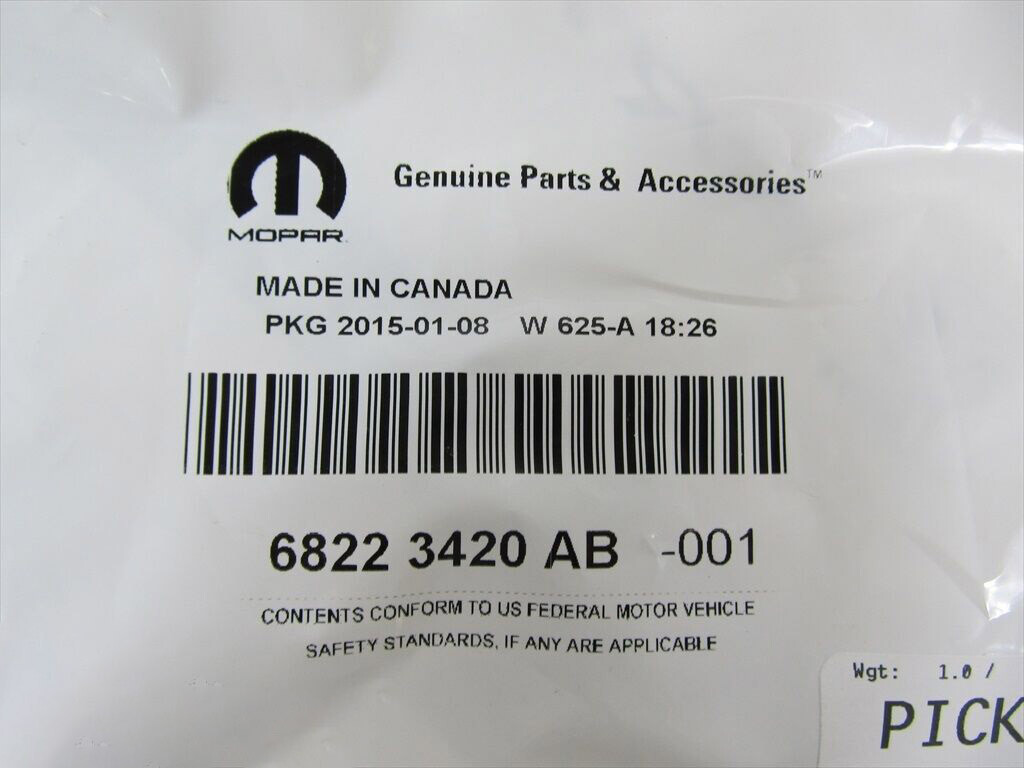 MOPAR
Genuine Parts & Accessories™
MADE IN CANADA
PKG 2015-01-08 W 625-A 18:26
6822 3420 AB -001
CONTENTS CONFORM TO US FEDERAL MOTOR VEHICLE
SAFETY STANDARDS, IF ANY ARE APPLICABLE
Wgt: 1.0 /
PICK